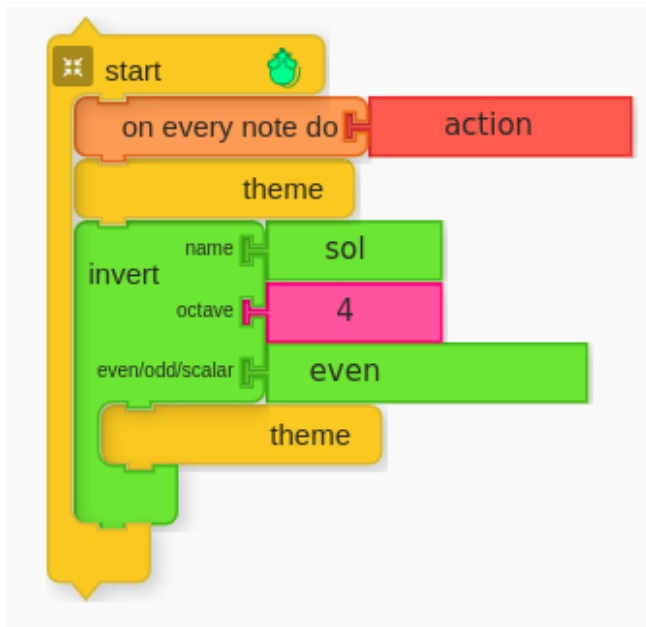 start
on every note do action
theme
name sol
invert
octave 4
even/odd/scalar even
theme